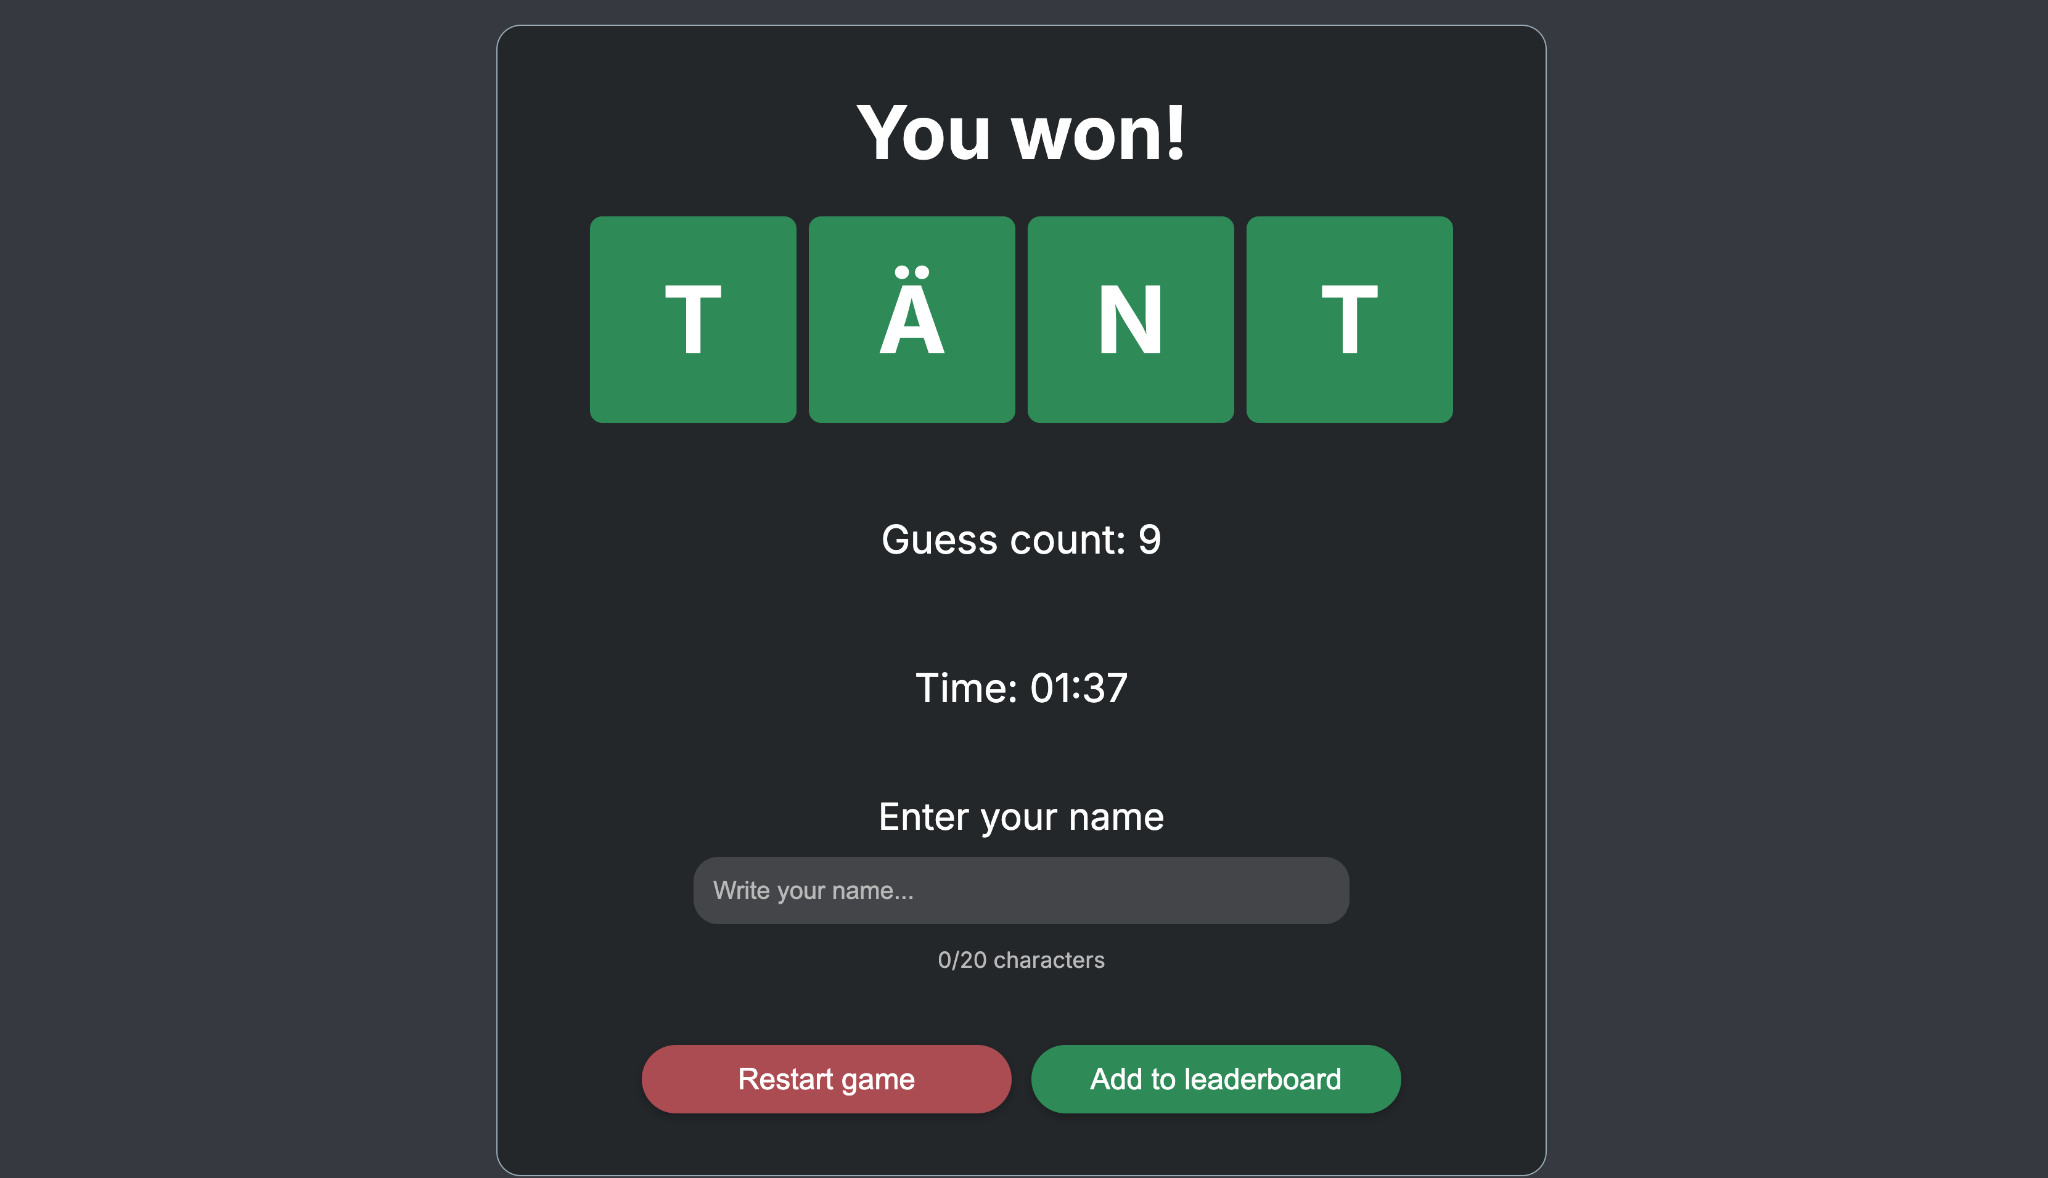 You won!
T Ä N T
Guess count: 9
Time: 01:37
Enter your name
Write your name...
0/20 characters
Restart game
Add to leaderboard